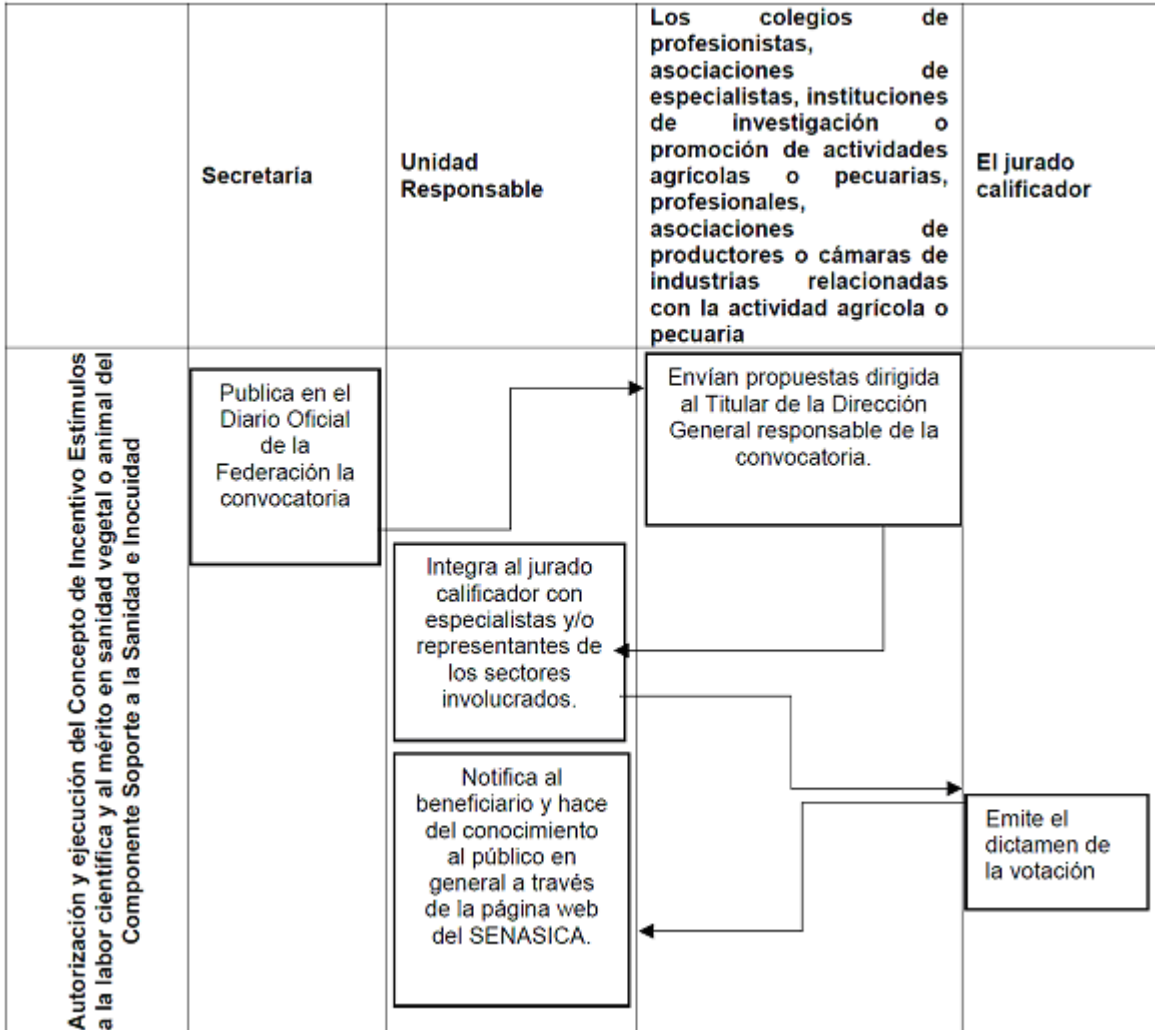 Secretaría
Unidad
Responsable
Los colegios de
profesionistas,
asociaciones de
especialistas, instituciones
de investigación o
promoción de actividades
agrícolas o pecuarias,
profesionales,
asociaciones de
productores o cámaras de
industrias relacionadas
con la actividad agrícola o
pecuaria
El jurado
calificador
Autorización y ejecución del Concepto de Incentivo Estímulos
a la labor científica y al mérito en sanidad vegetal o animal del
Componente Soporte a la Sanidad e Inocuidad
Publica en el
Diario Oficial
de la
Federación la
convocatoria
Envían propuestas dirigida
al Titular de la Dirección
General responsable de la
convocatoria.
Integra al jurado
calificador con
especialistas y/o
representantes de
los sectores
involucrados.
Emite el
dictamen de
la votación
Notifica al
beneficiario y hace
del conocimiento
al público en
general a través
de la página web
del SENASICA.